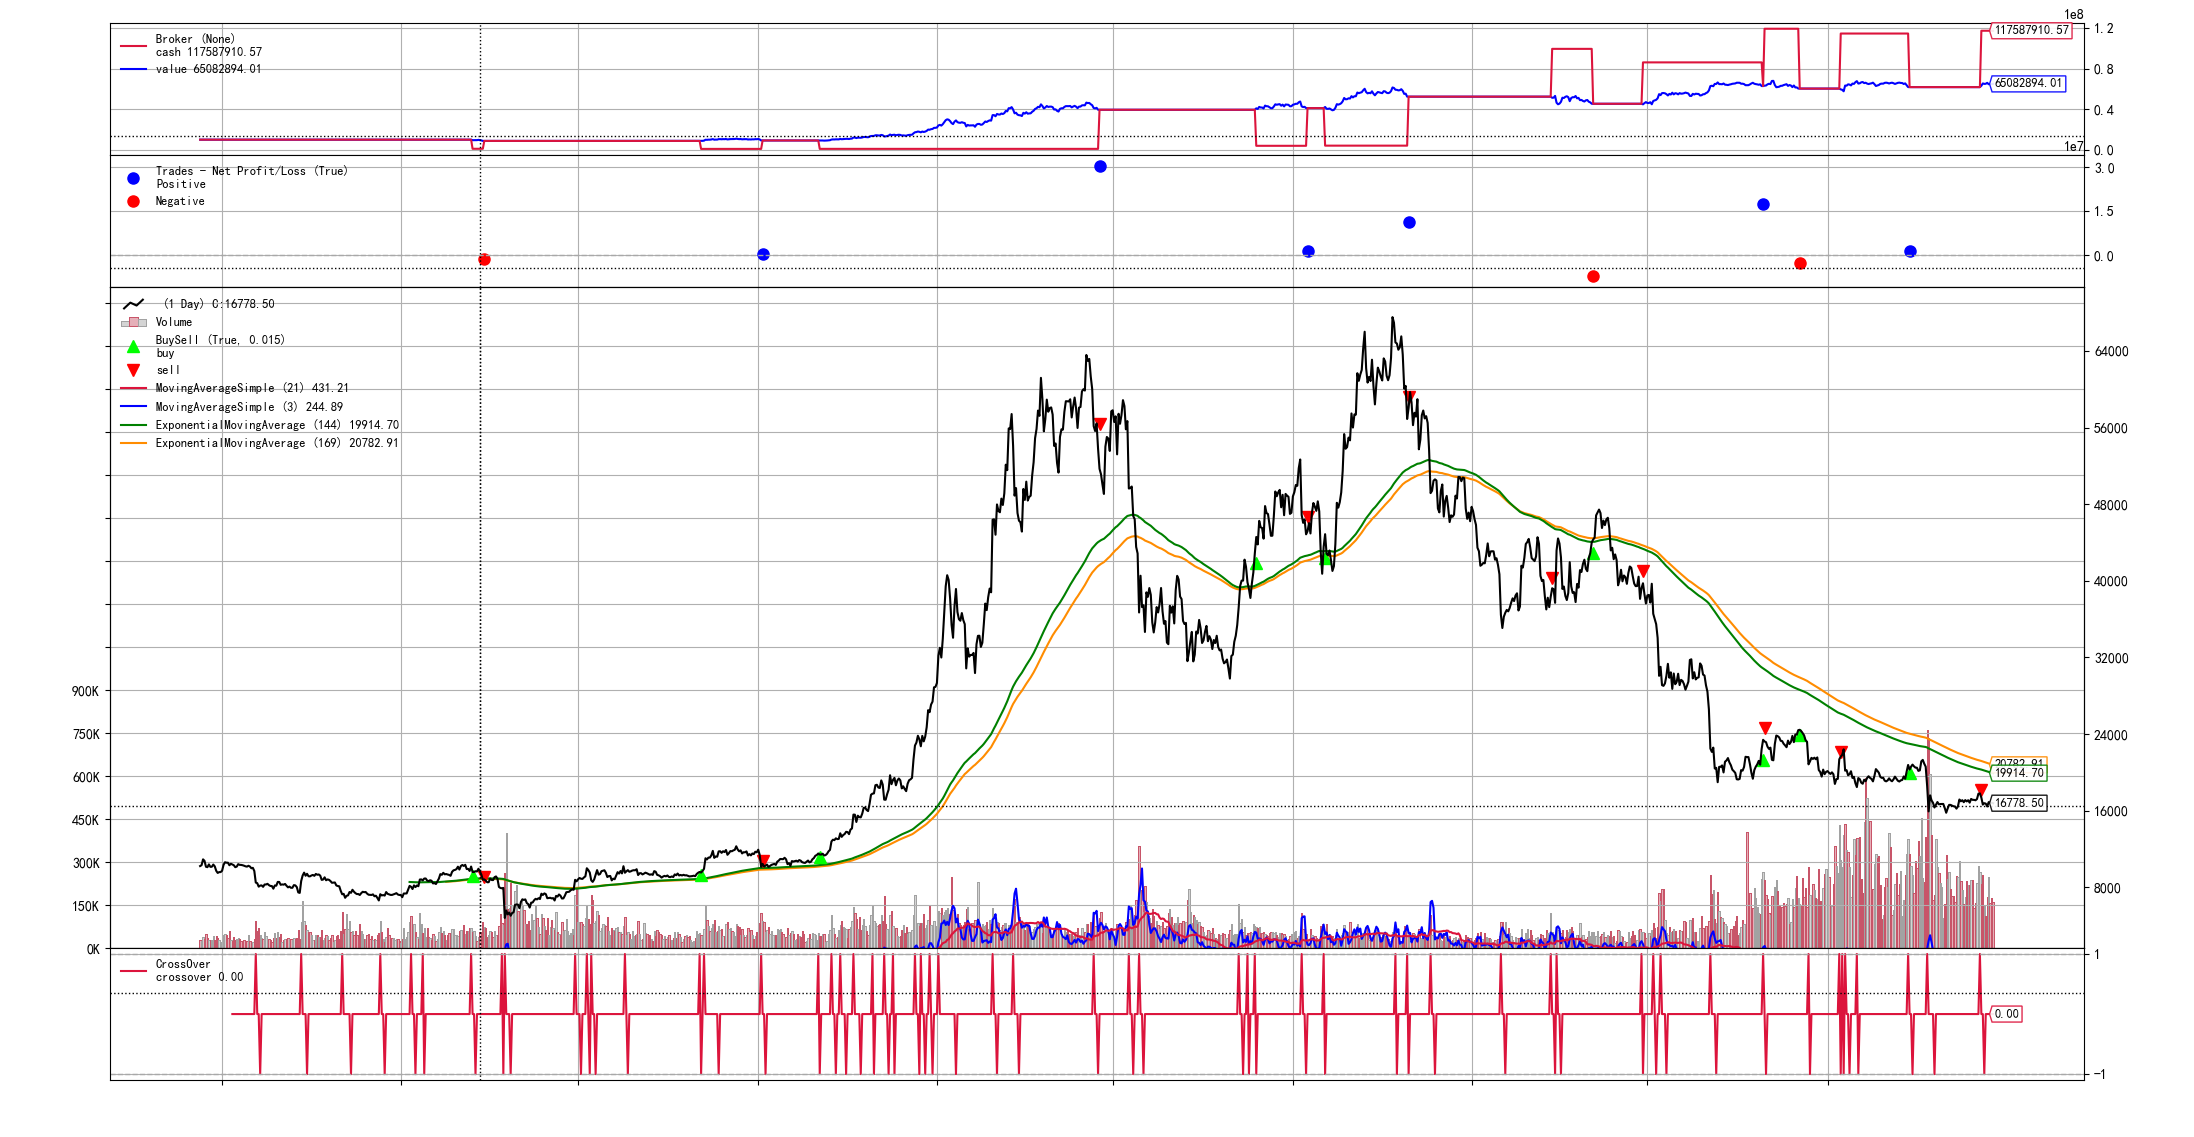 1e8
Broker (None)
cash 117587910.57
value 65082894.01
117587910.57
65082894.01
1.2
0.8
0.4
0.0
1e7
Trades - Net Profit/Loss (True)
Positive
Negative
3.0
1.5
0.0
(1 Day) C:16778.50
Volume
BuySell (True, 0.015)
buy
sell
MovingAverageSimple (21) 431.21
MovingAverageSimple (3) 244.89
ExponentialMovingAverage (144) 19914.70
ExponentialMovingAverage (169) 20782.91
64000
56000
48000
40000
32000
24000
16000
8000
20782.91
19914.70
16778.50
900K
750K
600K
450K
300K
150K
0K
CrossOver
crossover 0.00
1
0.00
−1